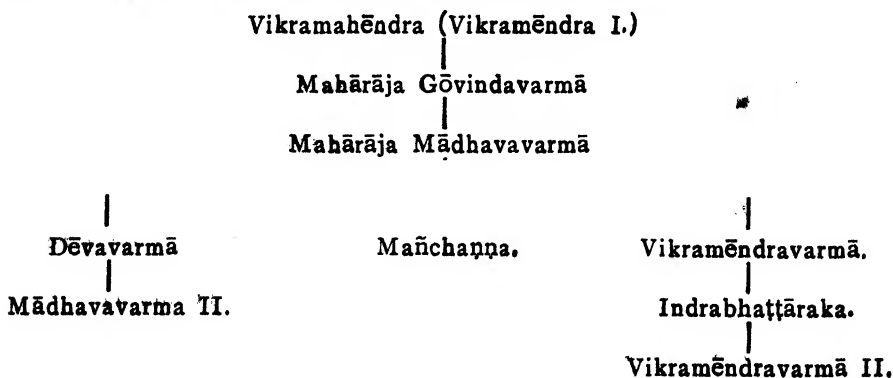 Vikramahēndra (Vikramēndra I.)
Mahārāja Gōvindavarmā
Mahārāja Mādhavavarmā
Dēvavarmā Mañchaṇṇa. Vikramēndravarmā.
Mādhavavarma II. Indrabhaṭṭāraka.
Vikramēndravarmā II.